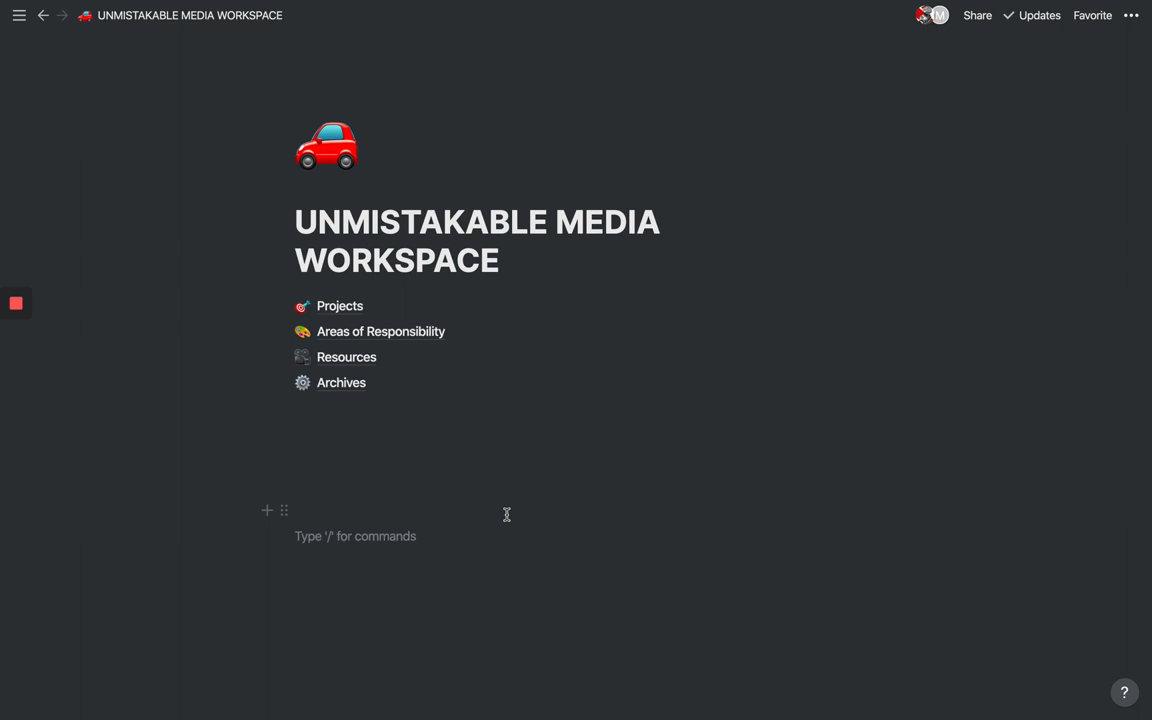 UNMISTAKABLE MEDIA WORKSPACE
M
Share
Updates
Favorite
UNMISTAKABLE MEDIA
WORKSPACE
Projects
Areas of Responsibility
Resources
Archives
Type '/' for commands
?